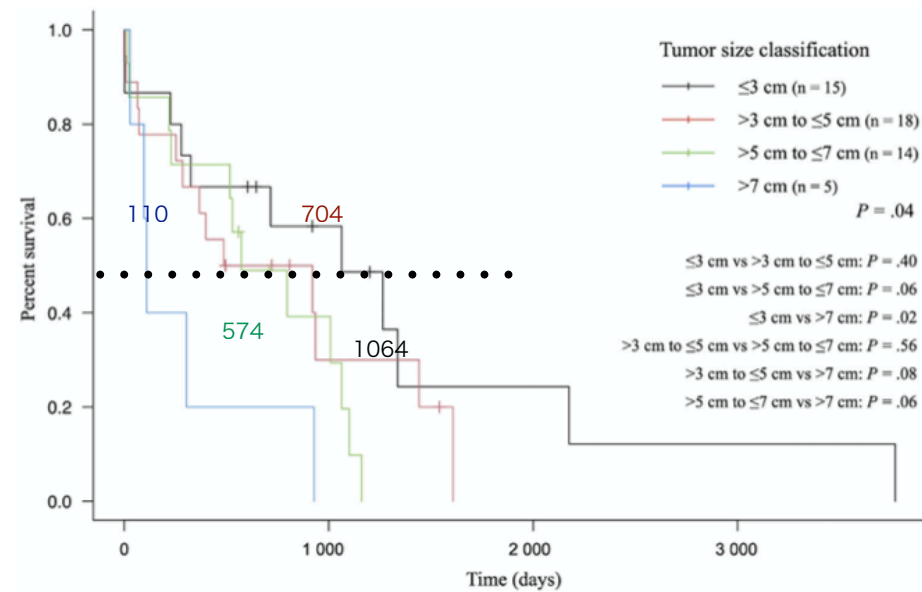 Tumor size classification
≤3 cm (n = 15)
>3 cm to ≤5 cm (n = 18)
>5 cm to ≤7 cm (n = 14)
>7 cm (n = 5)
P = .04
≤3 cm vs >3 cm to ≤5 cm: P = .40
≤3 cm vs >5 cm to ≤7 cm: P = .06
≤3 cm vs >7 cm: P = .02
>3 cm to ≤5 cm vs >5 cm to ≤7 cm: P = .56
>3 cm to ≤5 cm vs >7 cm: P = .08
>5 cm to ≤7 cm vs >7 cm: P = .06
Percent survival
1.0
0.8
0.6
0.4
0.2
0.0
110
704
574
1064
0
1 000
2 000
3 000
Time (days)